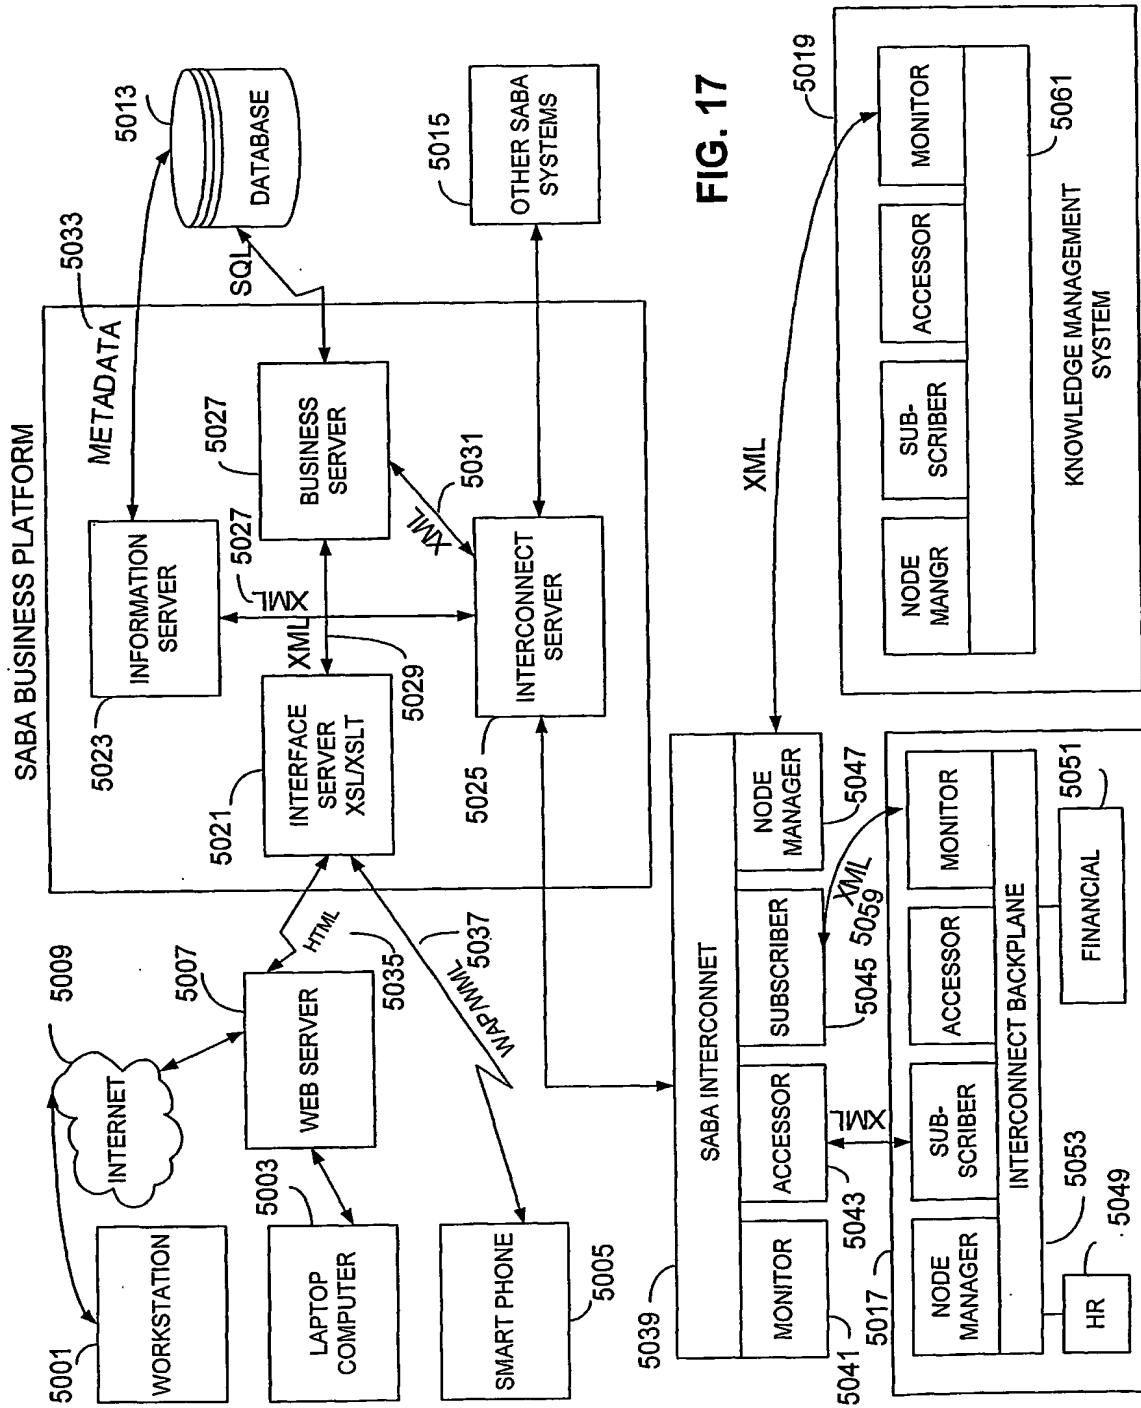 SABA BUSINESS PLATFORM
5001
WORKSTATION
5009
INTERNET
5007
WEB SERVER
5003
LAPTOP
COMPUTER
SMART PHONE
5005
HTML
5035
5037
WAP/WML
5023
INFORMATION
SERVER
METADATA
5033
5013
DATABASE
SQL
5021
INTERFACE
SERVER
XSL/XSLT
XML
5027
XML
5029
5027
BUSINESS
SERVER
XML
5031
5025
INTERCONNECT
SERVER
5015
OTHER SABA
SYSTEMS
FIG. 17
5039
SABA INTERCONNET
MONITOR
5041
ACCESSOR
5043
SUBSCRIBER
5045
NODE
MANAGER
5047
XML
XML
5059
XML
5017
NODE
MANAGER
SUB-
SCRIBER
ACCESSOR
MONITOR
INTERCONNECT BACKPLANE
5053
HR
5049
FINANCIAL
5051
5019
NODE
MANGR
SUB-
SCRIBER
ACCESSOR
MONITOR
5061
KNOWLEDGE MANAGEMENT
SYSTEM